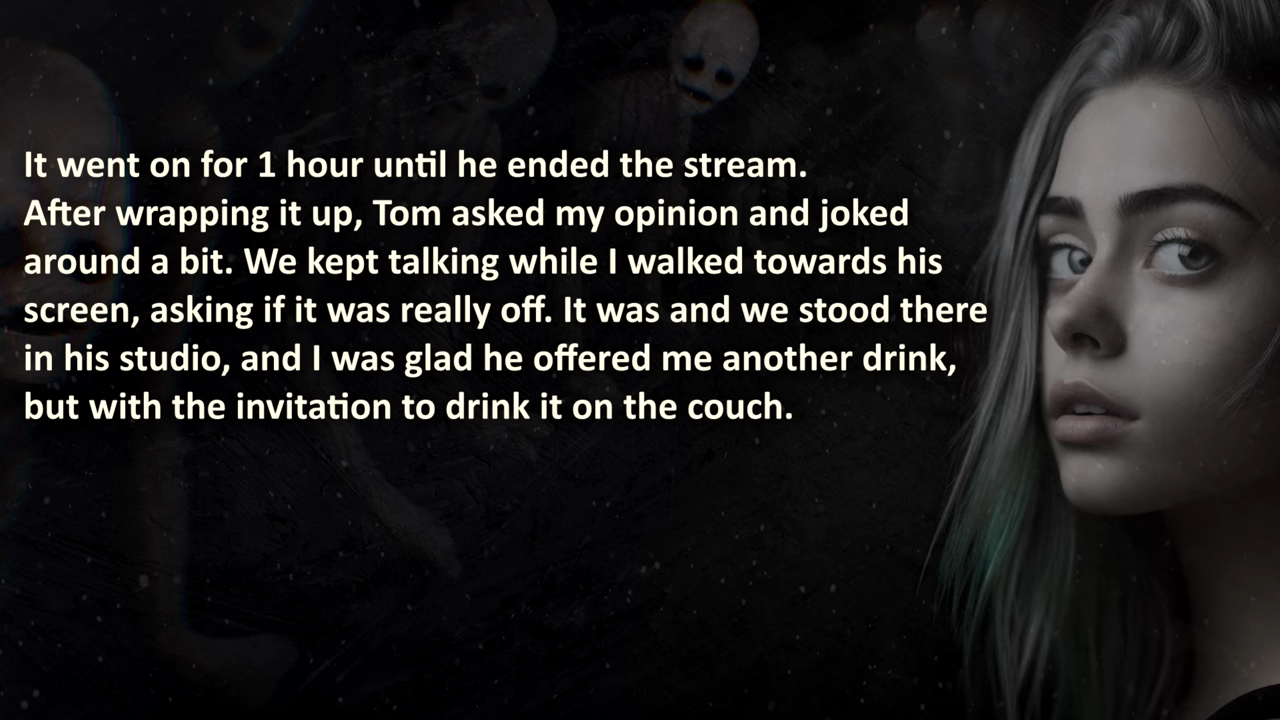 It went on for 1 hour until he ended the stream.
After wrapping it up, Tom asked my opinion and joked
around a bit. We kept talking while I walked towards his
screen, asking if it was really off. It was and we stood there
in his studio, and I was glad he offered me another drink,
but with the invitation to drink it on the couch.